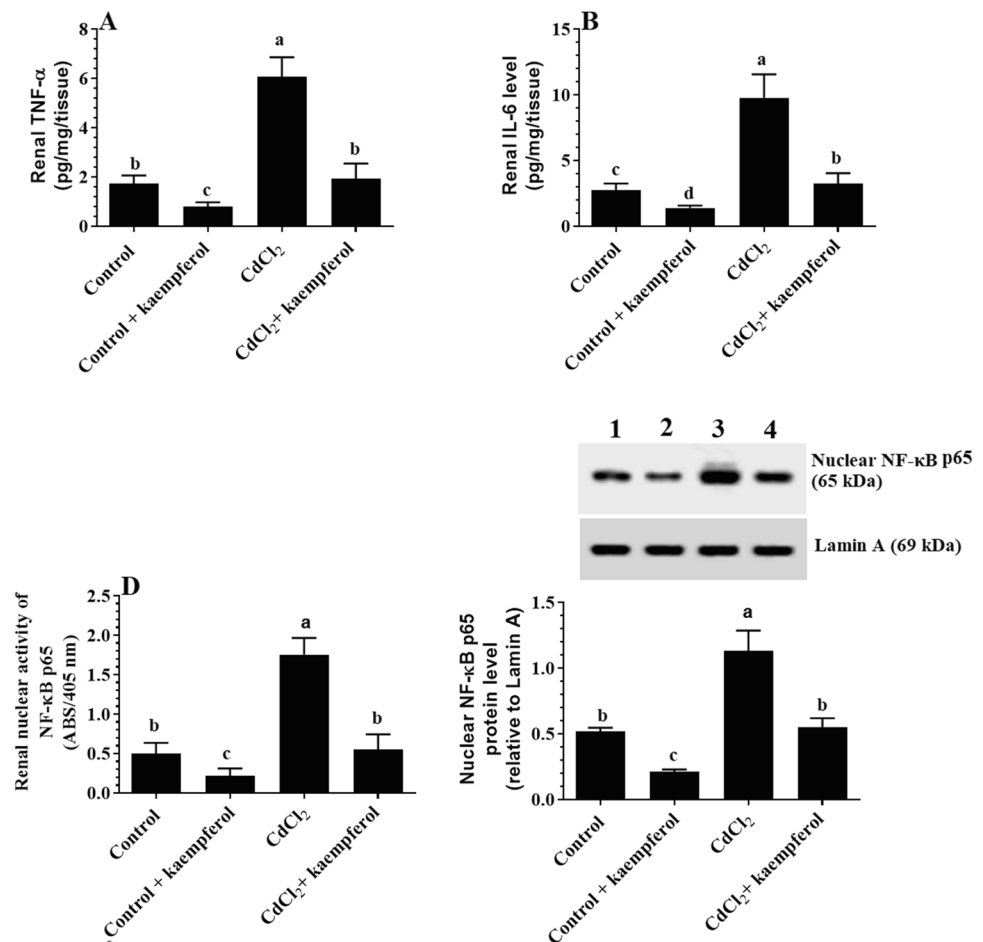 A
Renal TNF-α
(pg/mg/tissue)
8
6
4
2
0
b
c
a
b
Control
Control + kaempferol
CdCl₂
CdCl₂+ kaempferol
B
Renal IL-6 level
(pg/mg/tissue)
15
10
5
0
c
d
a
b
Control
Control + kaempferol
CdCl₂
CdCl₂+ kaempferol
1 2 3 4
Nuclear NF-κB p65
(65 kDa)
Lamin A (69 kDa)
D
Renal nuclear activity of
NF-κB p65
(ABS/405 nm)
2.5
2.0
1.5
1.0
0.5
0.0
b
c
a
b
Control
Control + kaempferol
CdCl₂
CdCl₂+ kaempferol
Nuclear NF-κB p65
protein level
(relative to Lamin A)
1.5
1.0
0.5
0.0
b
c
a
b
Control
Control + kaempferol
CdCl₂
CdCl₂+ kaempferol